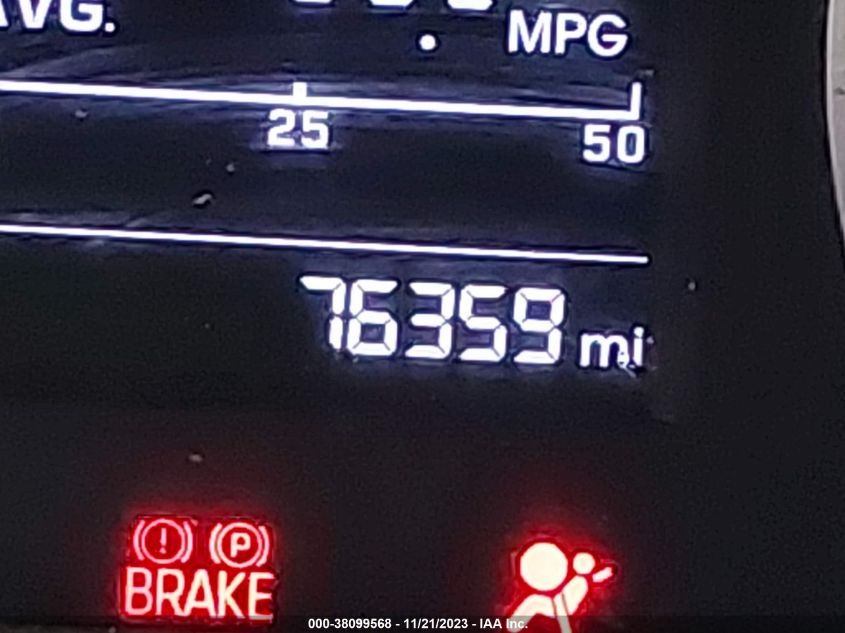 AVG.
MPG
25 50
76359 mi
! P
BRAKE
000-38099568 - 11/21/2023 - IAA Inc.